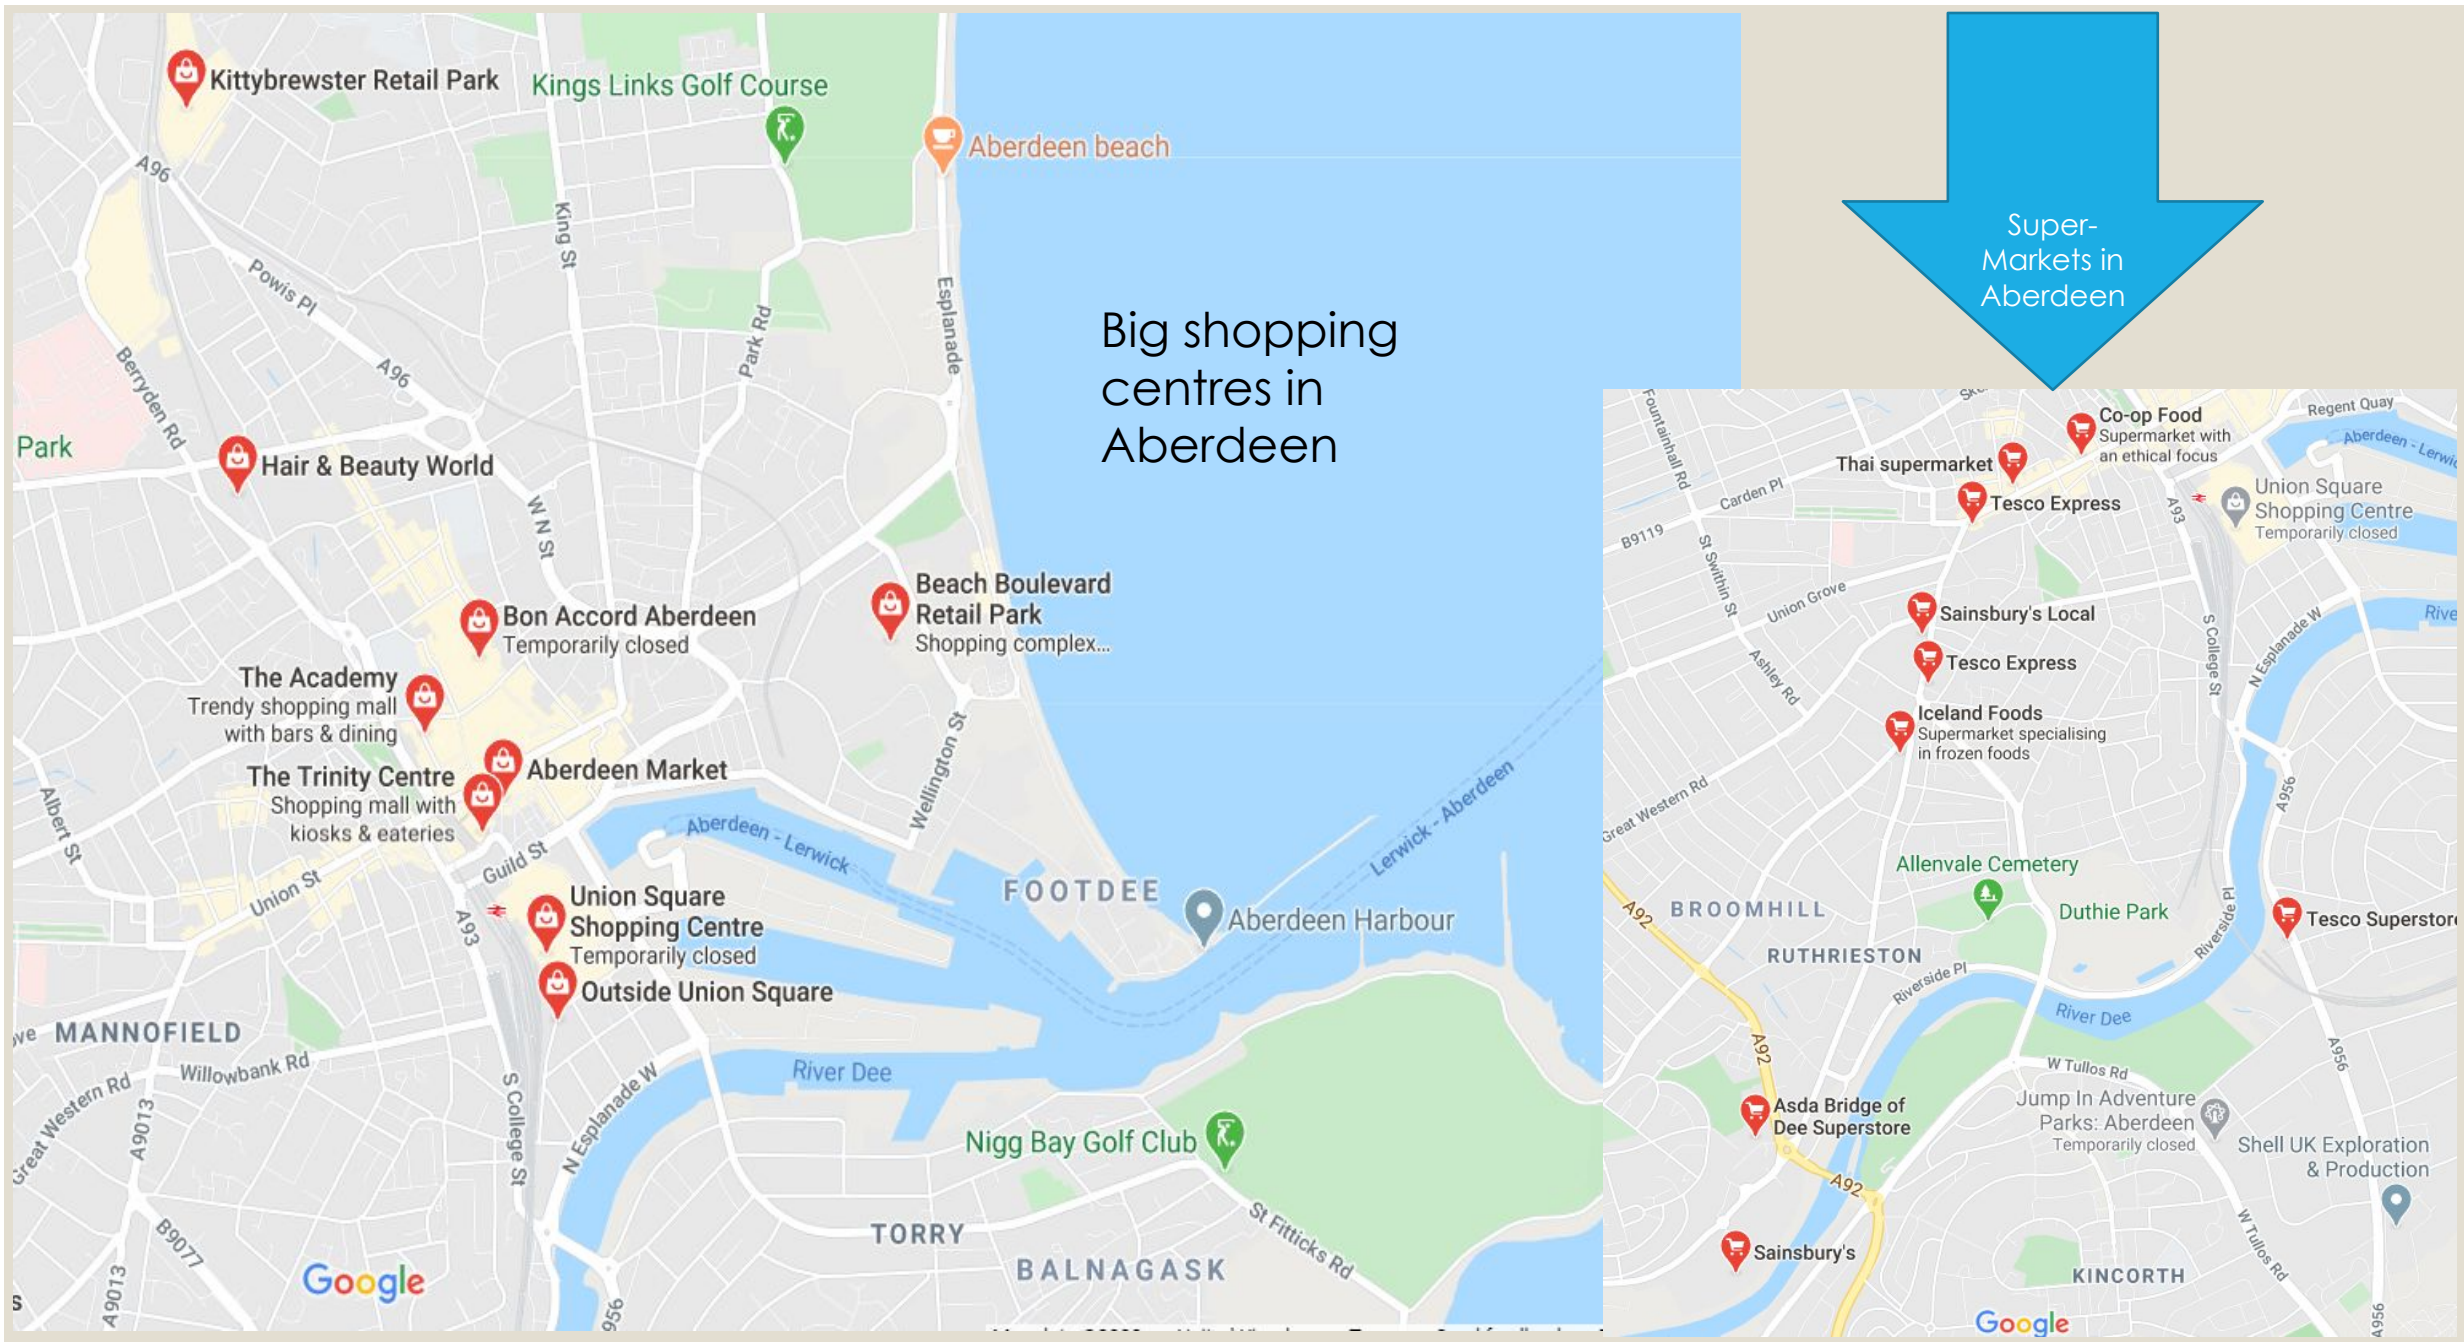 Kittybrewster Retail Park
Kings Links Golf Course
Aberdeen beach
A96
King St
Powis Pl
Esplanade
Park Rd
Berryden Rd
A96
Park
Hair & Beauty World
W N St
Big shopping
centres in
Aberdeen
Beach Boulevard
Retail Park
Shopping complex...
Bon Accord Aberdeen
Temporarily closed
The Academy
Trendy shopping mall
with bars & dining
Wellington St
Aberdeen Market
The Trinity Centre
Shopping mall with
kiosks & eateries
Albert St
Aberdeen - Lerwick
Lerwick - Aberdeen
Guild St
Union St
A93
Union Square
Shopping Centre
Temporarily closed
FOOTDEE
Aberdeen Harbour
Outside Union Square
MANNOFIELD
Willowbank Rd
Great Western Rd
A9013
S College St
N Esplanade W
River Dee
Nigg Bay Golf Club
TORRY
BALNAGASK
St Fitticks Rd
B9077
A9013
Google
956
Super-
Markets in
Aberdeen
Fountainhall Rd
Co-op Food
Supermarket with
an ethical focus
Regent Quay
Aberdeen - Lerwic
Thai supermarket
Tesco Express
Carden Pl
A93
Union Square
Shopping Centre
Temporarily closed
B9119
St Swithin St
Union Grove
Sainsbury's Local
Rive
S College St
N Esplanade W
Ashley Rd
Tesco Express
Iceland Foods
Supermarket specialising
in frozen foods
Great Western Rd
A956
Allenvale Cemetery
Duthie Park
BROOMHILL
A92
Riverside Pl
Tesco Superstore
RUTHRIESTON
Riverside Pl
River Dee
A92
A956
W Tullos Rd
Asda Bridge of
Dee Superstore
Jump In Adventure
Parks: Aberdeen
Temporarily closed
Shell UK Exploration
& Production
A92
W Tullos Rd
Sainsbury's
KINCORTH
Google
A956